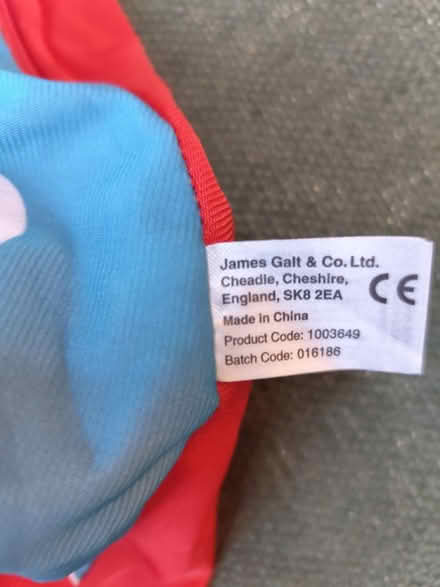 James Galt & Co. Ltd.
Cheadle, Cheshire,
England, SK8 2EA
CE
Made in China
Product Code: 1003649
Batch Code: 016186